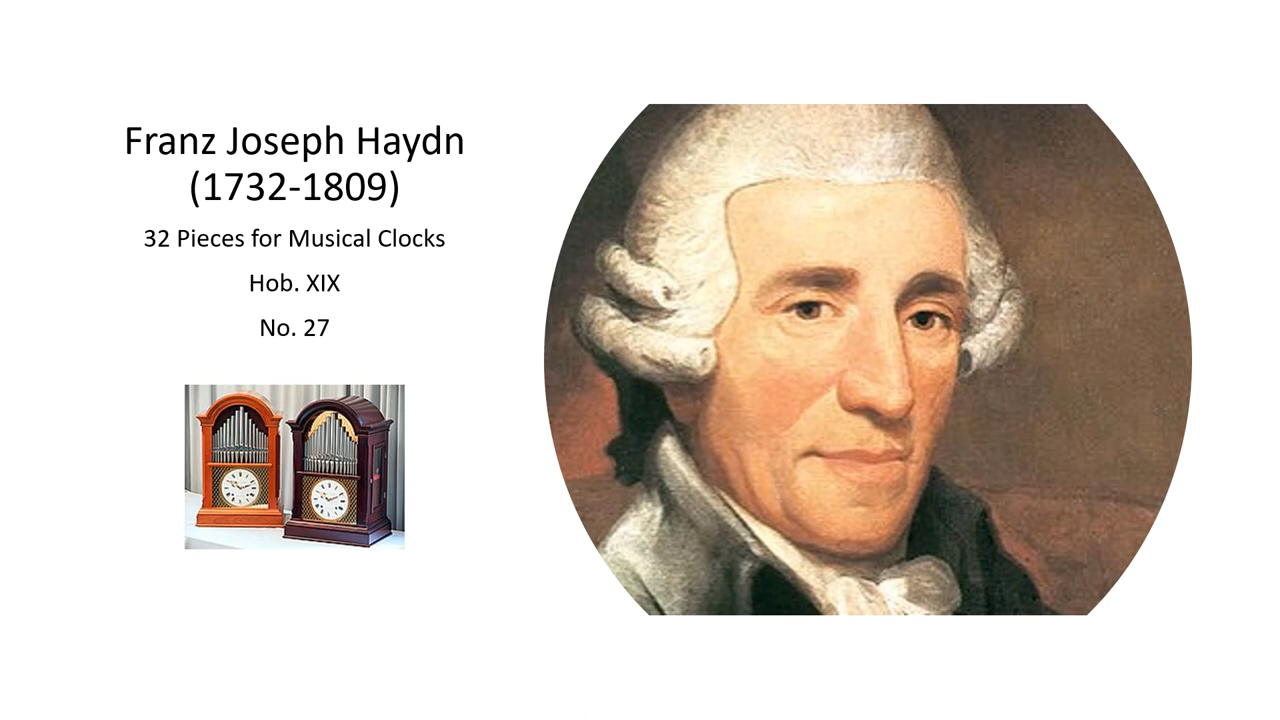 Franz Joseph Haydn
(1732-1809)
32 Pieces for Musical Clocks
Hob. XIX
No. 27